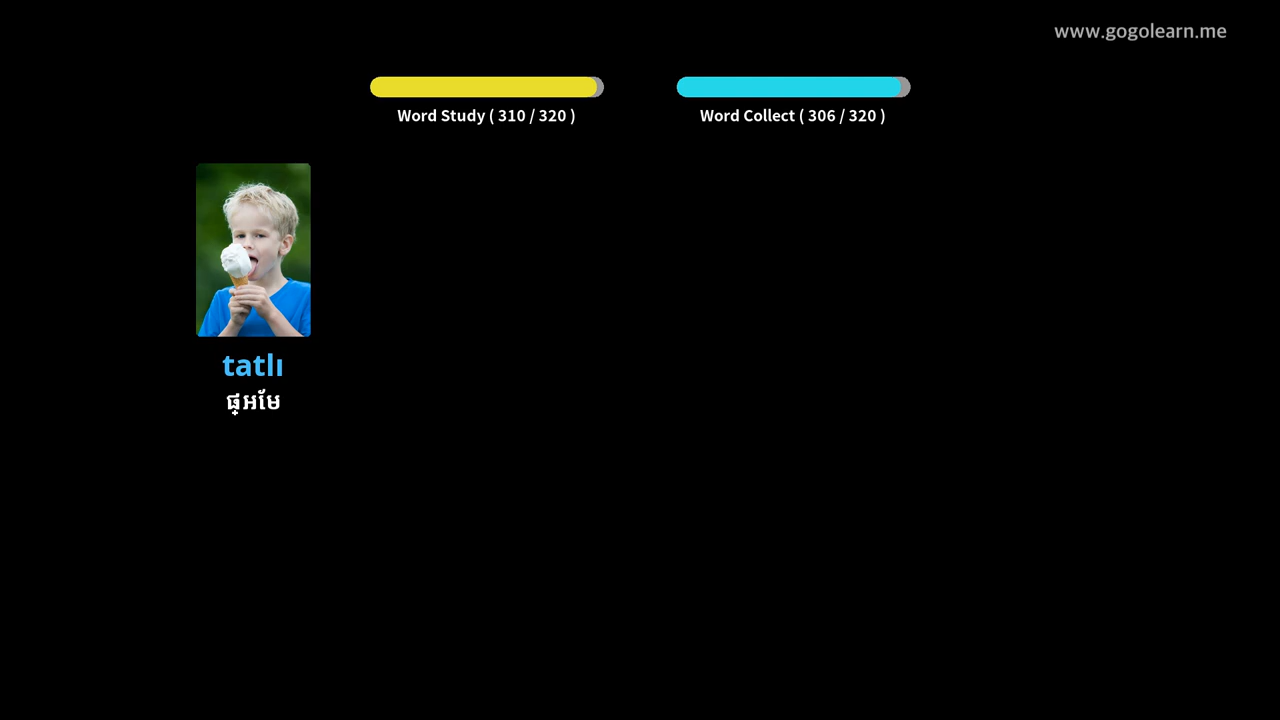 www.gogolearn.me
Word Study ( 310 / 320 )
Word Collect ( 306 / 320 )
tatlı
ផ្អែម